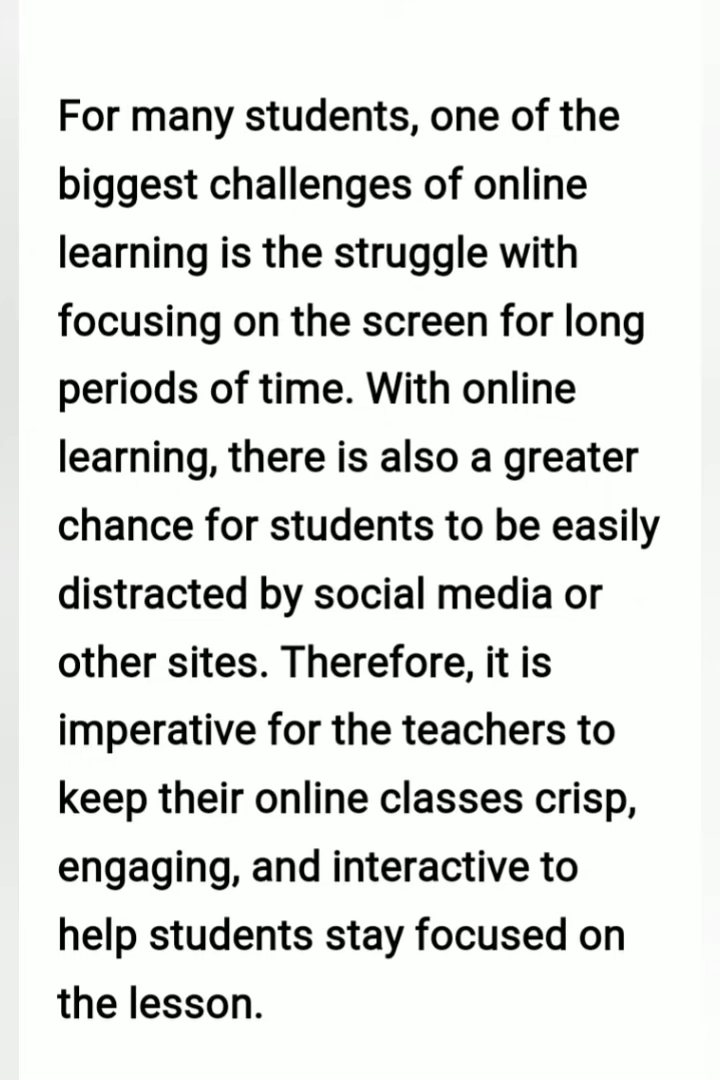 For many students, one of the
biggest challenges of online
learning is the struggle with
focusing on the screen for long
periods of time. With online
learning, there is also a greater
chance for students to be easily
distracted by social media or
other sites. Therefore, it is
imperative for the teachers to
keep their online classes crisp,
engaging, and interactive to
help students stay focused on
the lesson.